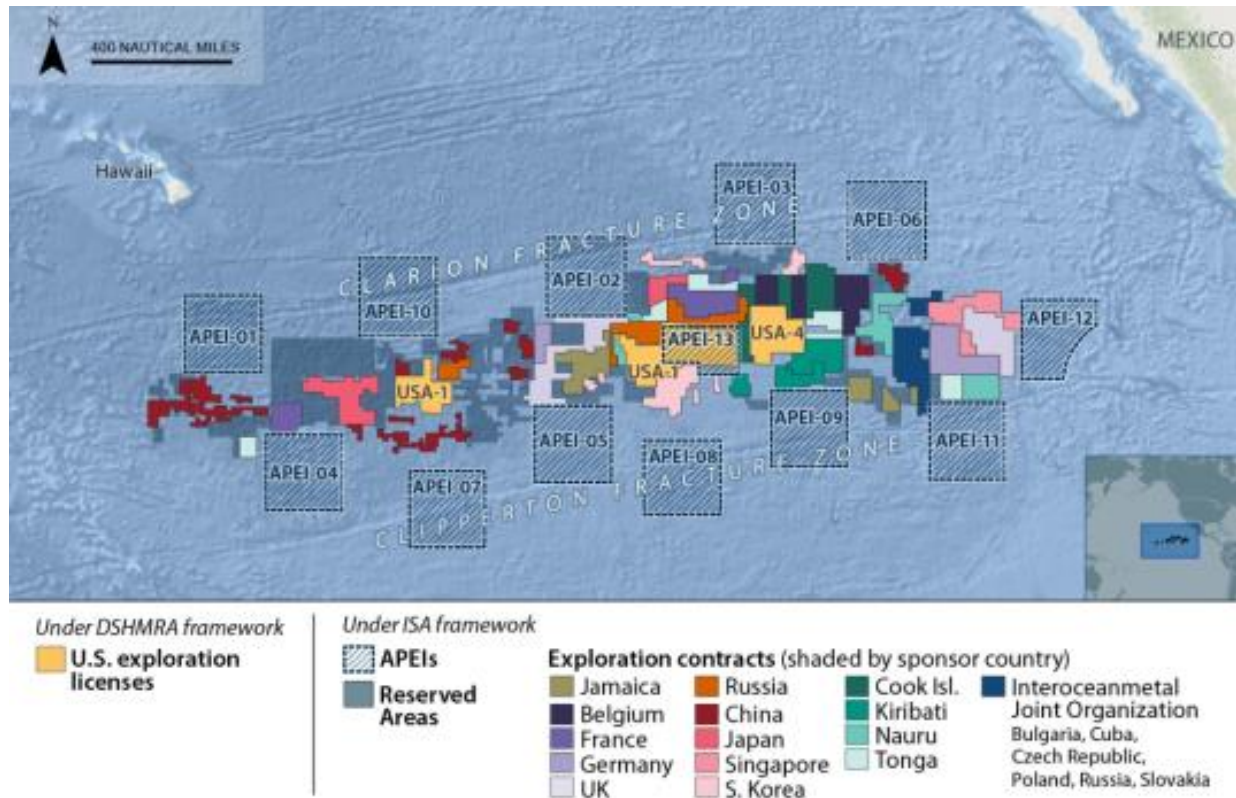 N
400 NAUTICAL MILES
MEXICO
Hawaii
APEI-03
APEI-06
CLARION FRACTURE ZONE
APEI-02
APEI-10
APEI-01
APEI-12
APEI-13
USA-4
USA-1
USA-1
APEI-09
APEI-05
APEI-11
APEI-08
APEI-04
APEI-07
CLIPPERTON FRACTURE ZONE
Under DSHMRA framework
U.S. exploration
licenses
Under ISA framework
APEIs
Reserved
Areas
Exploration contracts (shaded by sponsor country)
Jamaica
Belgium
France
Germany
UK
Russia
China
Japan
Singapore
S. Korea
Cook Isl.
Kiribati
Nauru
Tonga
Interoceanmetal
Joint Organization
Bulgaria, Cuba,
Czech Republic,
Poland, Russia, Slovakia